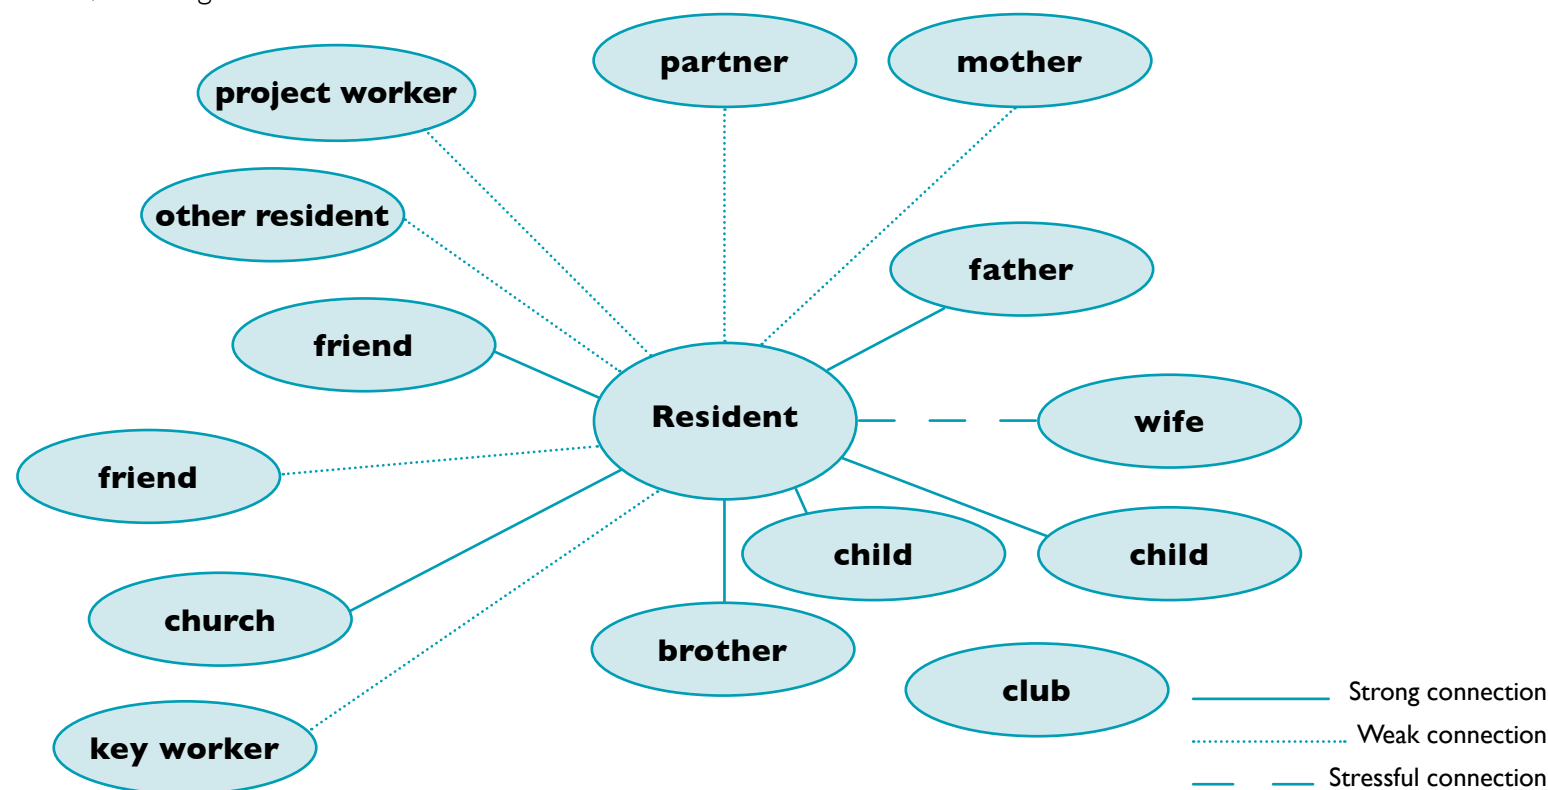 partner
mother
project worker
other resident
father
friend
Resident
wife
friend
child
child
church
brother
club
key worker
Strong connection
Weak connection
Stressful connection